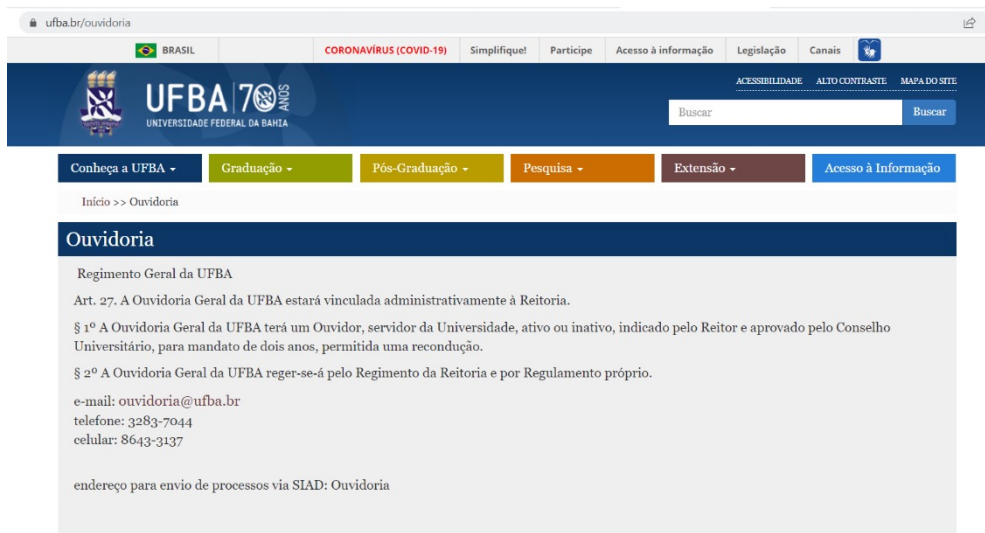 ufba.br/ouvidoria
BRASIL CORONAVÍRUS (COVID-19) Simplifique! Participe Acesso à informação Legislação Canais
ACESSIBILIDADE ALTO CONTRASTE MAPA DO SITE
UFBA 70 ANOS
UNIVERSIDADE FEDERAL DA BAHIA
Buscar Buscar
Conheça a UFBA Graduação Pós-Graduação Pesquisa Extensão Acesso à Informação
Início >> Ouvidoria
Ouvidoria
Regimento Geral da UFBA
Art. 27. A Ouvidoria Geral da UFBA estará vinculada administrativamente à Reitoria.
§ 1º A Ouvidoria Geral da UFBA terá um Ouvidor, servidor da Universidade, ativo ou inativo, indicado pelo Reitor e aprovado pelo Conselho
Universitário, para mandato de dois anos, permitida uma recondução.
§ 2º A Ouvidoria Geral da UFBA reger-se-á pelo Regimento da Reitoria e por Regulamento próprio.
e-mail: ouvidoria@ufba.br
telefone: 3283-7044
celular: 8643-3137
endereço para envio de processos via SIAD: Ouvidoria